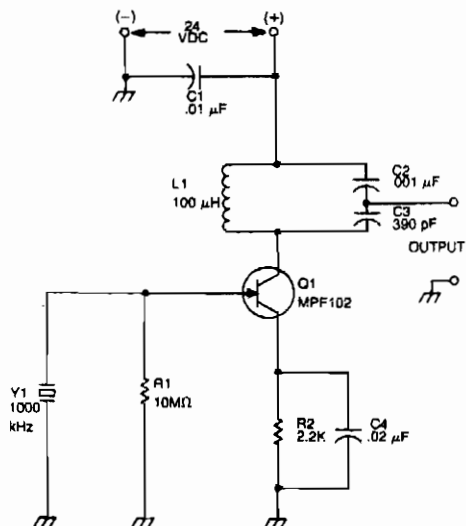 (-)
24
VDC
(+)
C1
.01 µF
L1
100 µH
C2
.001 µF
C3
390 pF
OUTPUT
Q1
MPF102
Y1
1000
kHz
R1
10MΩ
R2
2.2K
C4
.02 µF